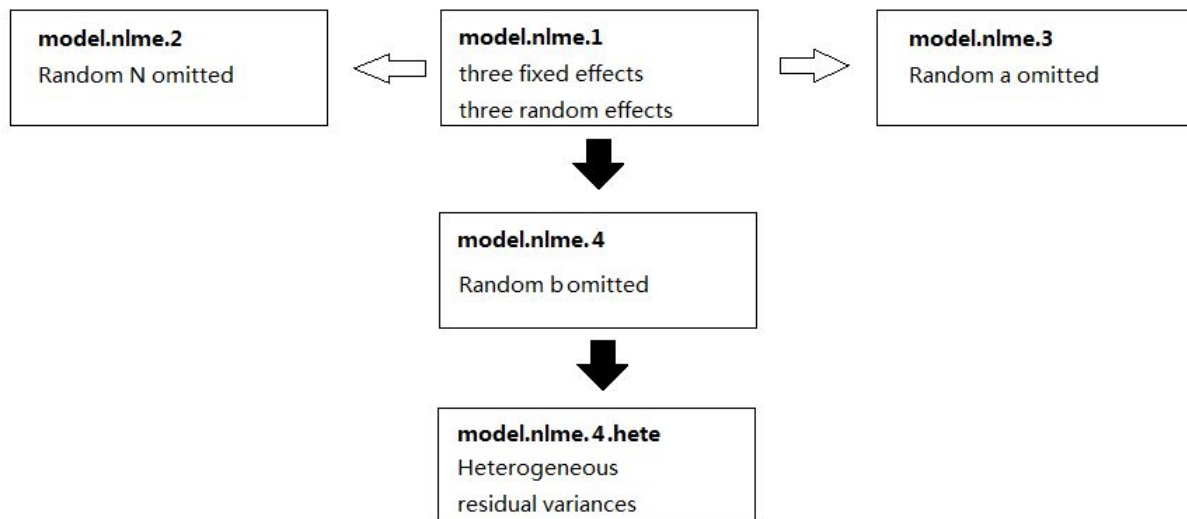 model.nlme.2
Random N omitted
model.nlme.1
three fixed effects
three random effects
model.nlme.3
Random a omitted
model.nlme.4
Random b omitted
model.nlme.4.hete
Heterogeneous
residual variances